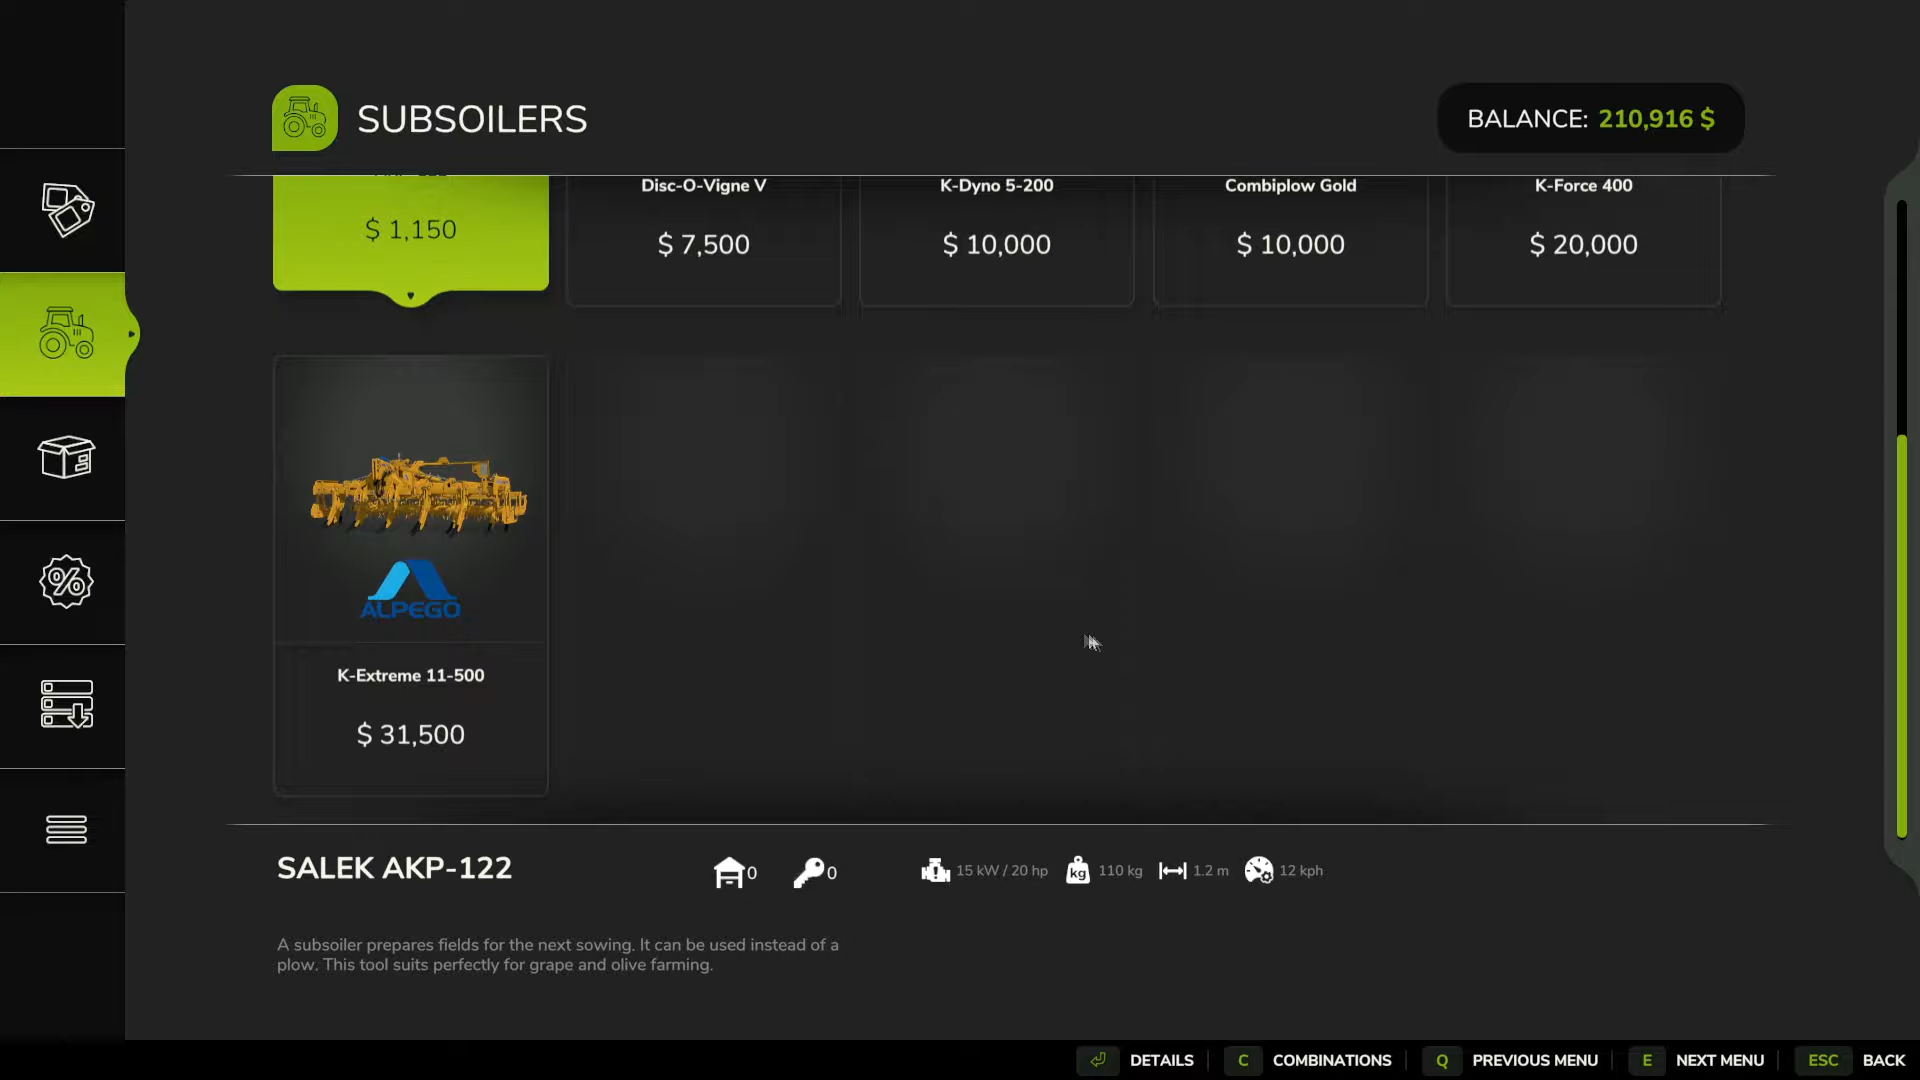 SUBSOILERS
BALANCE: 210,916 $
Disc-O-Vigne V
K-Dyno 5-200
Combiplow Gold
K-Force 400
$ 1,150
$ 7,500
$ 10,000
$ 10,000
$ 20,000
ALPEGO
K-Extreme 11-500
$ 31,500
SALEK AKP-122
0
0
15 kW / 20 hp
kg
110 kg
1.2 m
12 kph
A subsoiler prepares fields for the next sowing. It can be used instead of a
plow. This tool suits perfectly for grape and olive farming.
DETAILS
C COMBINATIONS
Q PREVIOUS MENU
E NEXT MENU
ESC BACK